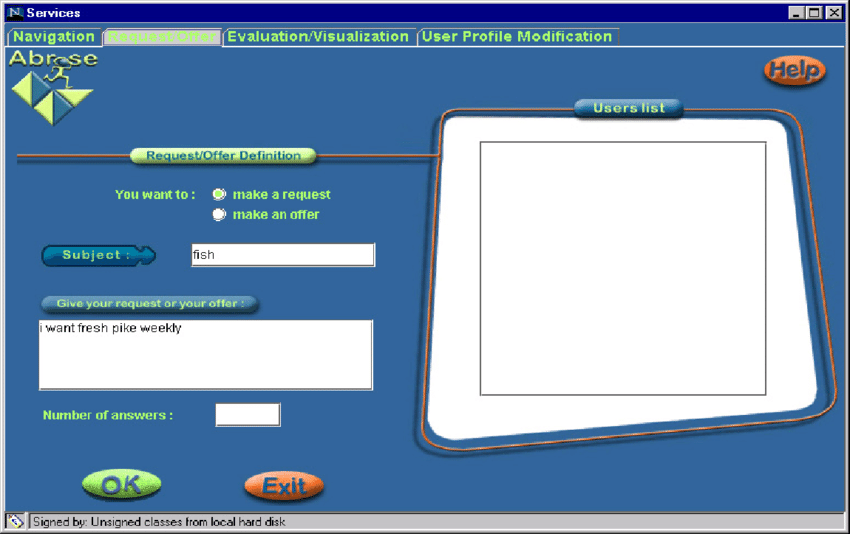 Services
Navigation
Request/Offer
Evaluation/Visualization
User Profile Modification
Abrose
Help
Users list
Request/Offer Definition
You want to :
make a request
make an offer
Subject :
fish
Give your request or your offer :
i want fresh pike weekly
Number of answers :
OK
Exit
Signed by: Unsigned classes from local hard disk